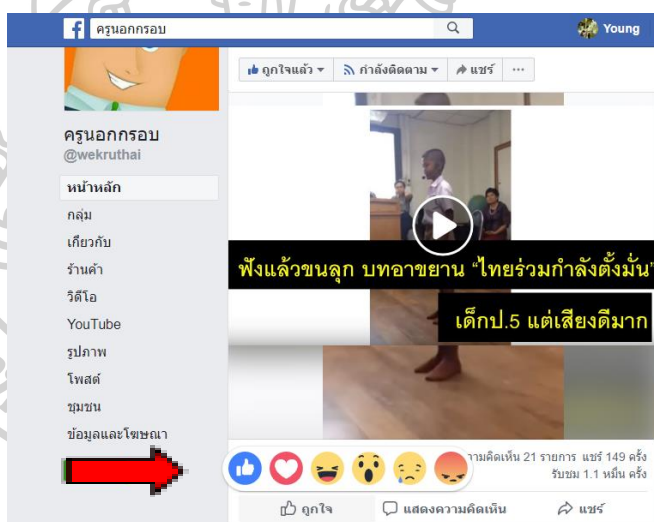 ครูนอกกรอบ
Young
ถูกใจแล้ว
กำลังติดตาม
แชร์
ครูนอกกรอบ
@wekruthai
หน้าหลัก
กลุ่ม
เกี่ยวกับ
ร้านค้า
วิดีโอ
YouTube
รูปภาพ
โพสต์
ชุมชน
ข้อมูลและโฆษณา
ฟังแล้วขนลุก บทอาขยาน "ไทยร่วมกำลังตั้งมั่น"
เด็กป.5 แต่เสียงดีมาก
วามคิดเห็น 21 รายการ แชร์ 149 ครั้ง
รับชม 1.1 หมื่น ครั้ง
ถูกใจ
แสดงความคิดเห็น
แชร์